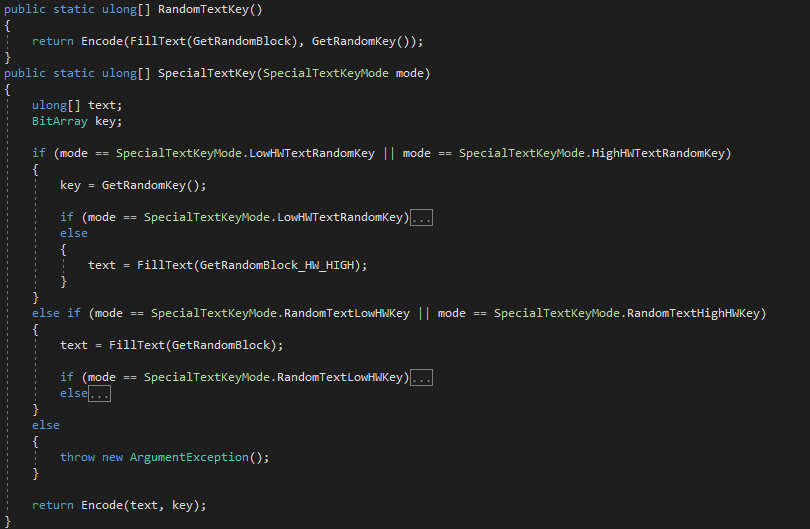 public static ulong[] RandomTextKey()
{
return Encode(FillText(GetRandomBlock), GetRandomKey());
}
public static ulong[] SpecialTextKey(SpecialTextKeyMode mode)
{
ulong[] text;
BitArray key;
if (mode == SpecialTextKeyMode.LowHWTextRandomKey || mode == SpecialTextKeyMode.HighHWTextRandomKey)
{
key = GetRandomKey();
if (mode == SpecialTextKeyMode.LowHWTextRandomKey)...
else
{
text = FillText(GetRandomBlock_HW_HIGH);
}
}
else if (mode == SpecialTextKeyMode.RandomTextLowHWKey || mode == SpecialTextKeyMode.RandomTextHighHWKey)
{
text = FillText(GetRandomBlock);
if (mode == SpecialTextKeyMode.RandomTextLowHWKey)...
else...
}
else
{
throw new ArgumentException();
}
return Encode(text, key);
}